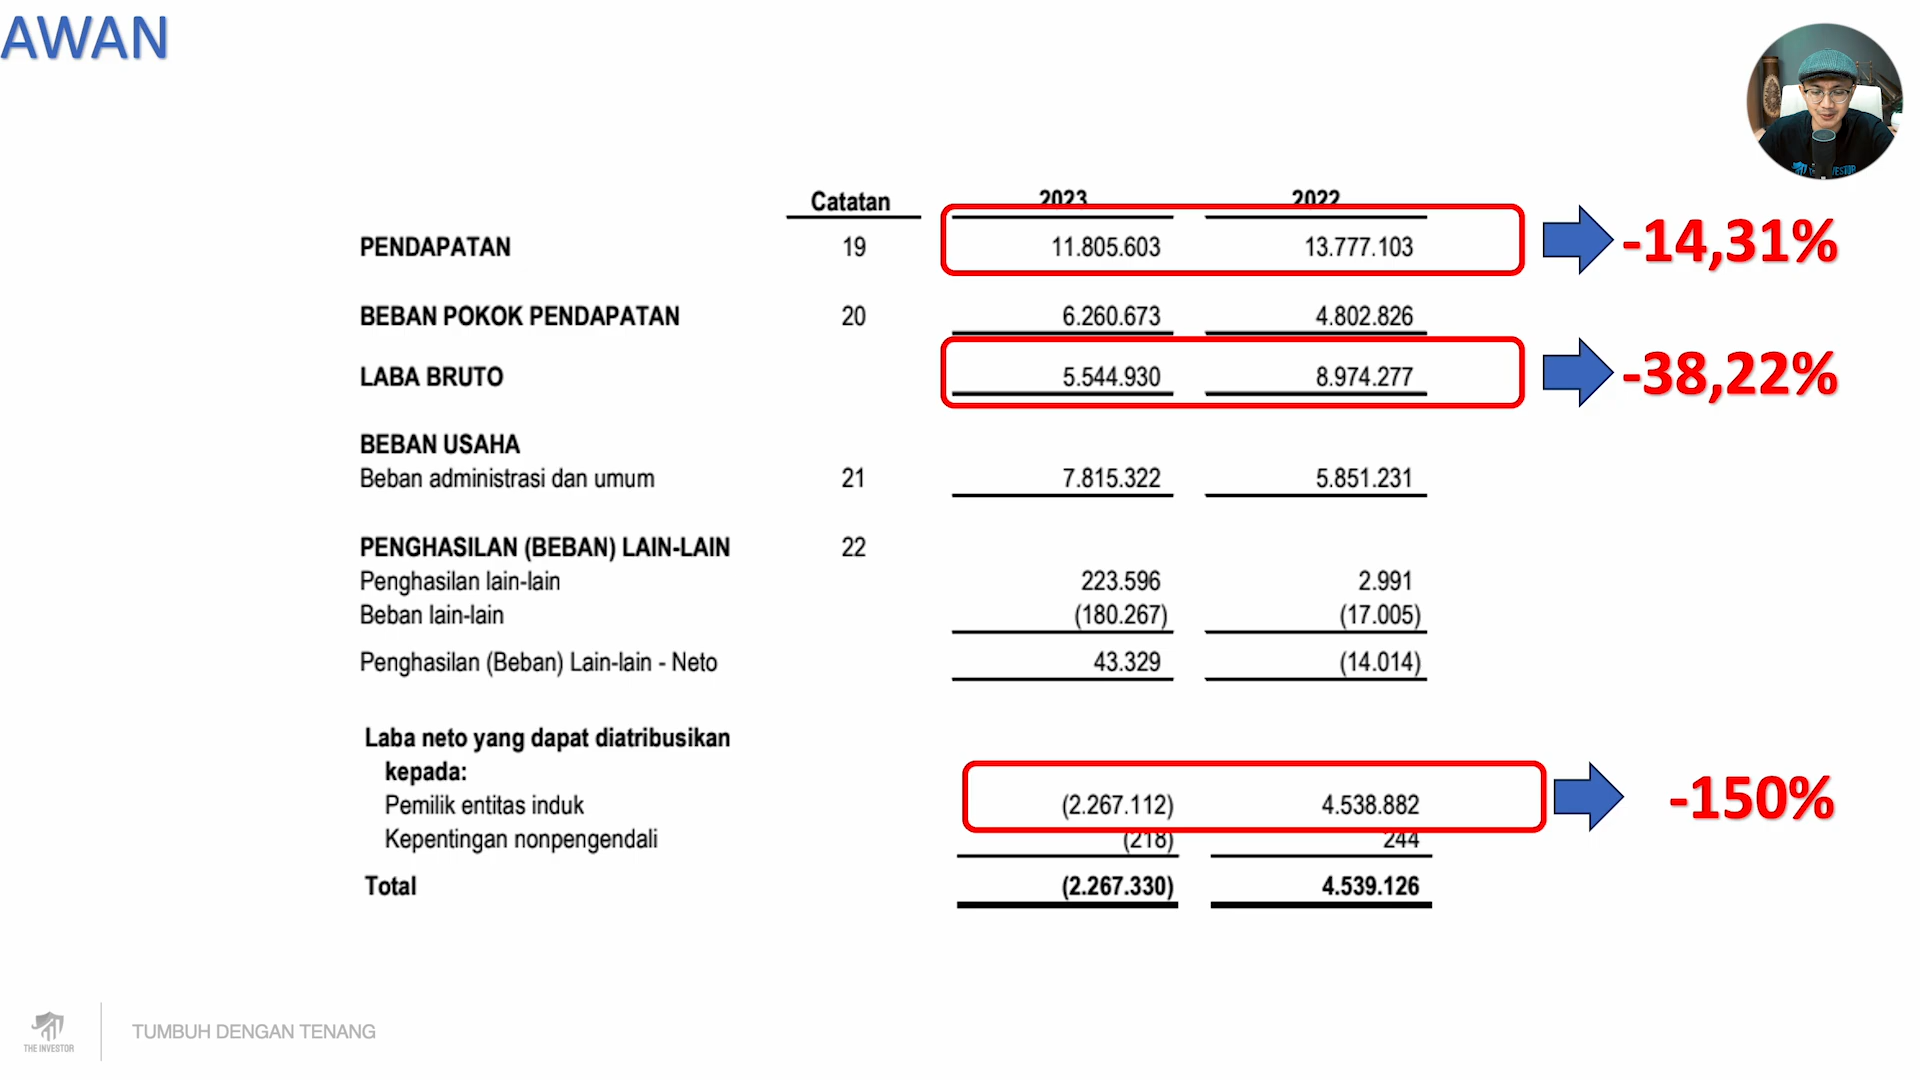 AWAN
Catatan 2023 2022
PENDAPATAN 19 11.805.603 13.777.103 -14,31%
BEBAN POKOK PENDAPATAN 20 6.260.673 4.802.826
LABA BRUTO 5.544.930 8.974.277 -38,22%
BEBAN USAHA
Beban administrasi dan umum 21 7.815.322 5.851.231
PENGHASILAN (BEBAN) LAIN-LAIN 22
Penghasilan lain-lain 223.596 2.991
Beban lain-lain (180.267) (17.005)
Penghasilan (Beban) Lain-lain - Neto 43.329 (14.014)
Laba neto yang dapat diatribusikan
kepada:
Pemilik entitas induk (2.267.112) 4.538.882 -150%
Kepentingan nonpengendali (218) 244
Total (2.267.330) 4.539.126
THE INVESTOR
TUMBUH DENGAN TENANG